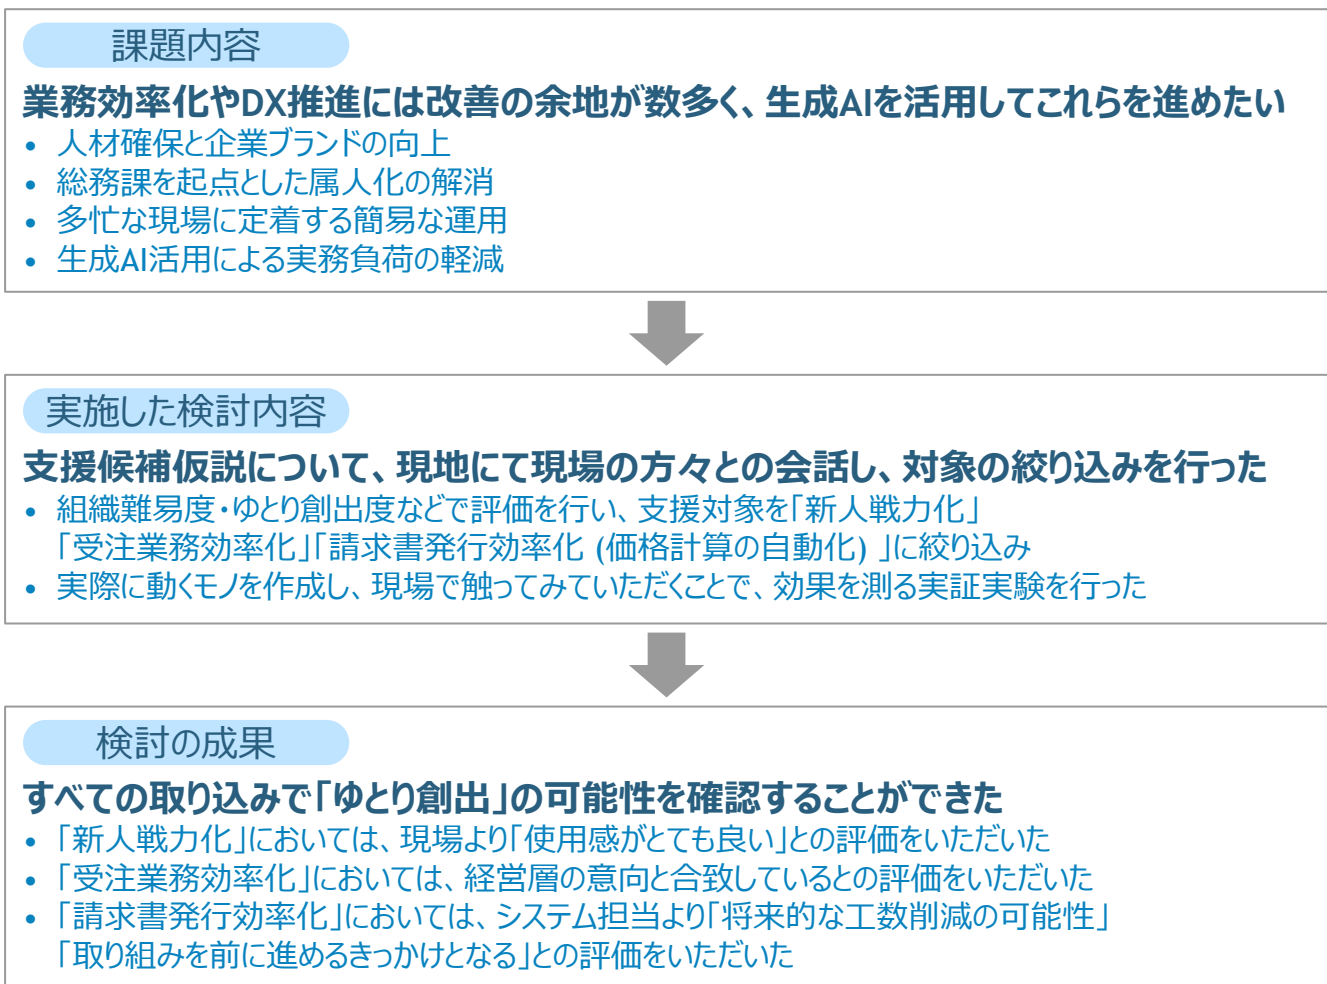 課題内容
業務効率化やDX推進には改善の余地が数多く、生成AIを活用してこれらを進めたい
• 人材確保と企業ブランドの向上
• 総務課を起点とした属人化の解消
• 多忙な現場に定着する簡易な運用
• 生成AI活用による実務負荷の軽減
実施した検討内容
支援候補仮説について、現地にて現場の方々との会話し、対象の絞り込みを行った
• 組織難易度・ゆとり創出度などで評価を行い、支援対象を「新人戦力化」
「受注業務効率化」「請求書発行効率化 (価格計算の自動化) 」に絞り込み
• 実際に動くモノを作成し、現場で触ってみていただくことで、効果を測る実証実験を行った
検討の成果
すべての取り込みで「ゆとり創出」の可能性を確認することができた
• 「新人戦力化」においては、現場より「使用感がとても良い」との評価をいただいた
• 「受注業務効率化」においては、経営層の意向と合致しているとの評価をいただいた
• 「請求書発行効率化」においては、システム担当より「将来的な工数削減の可能性」
「取り組みを前に進めるきっかけとなる」との評価をいただいた